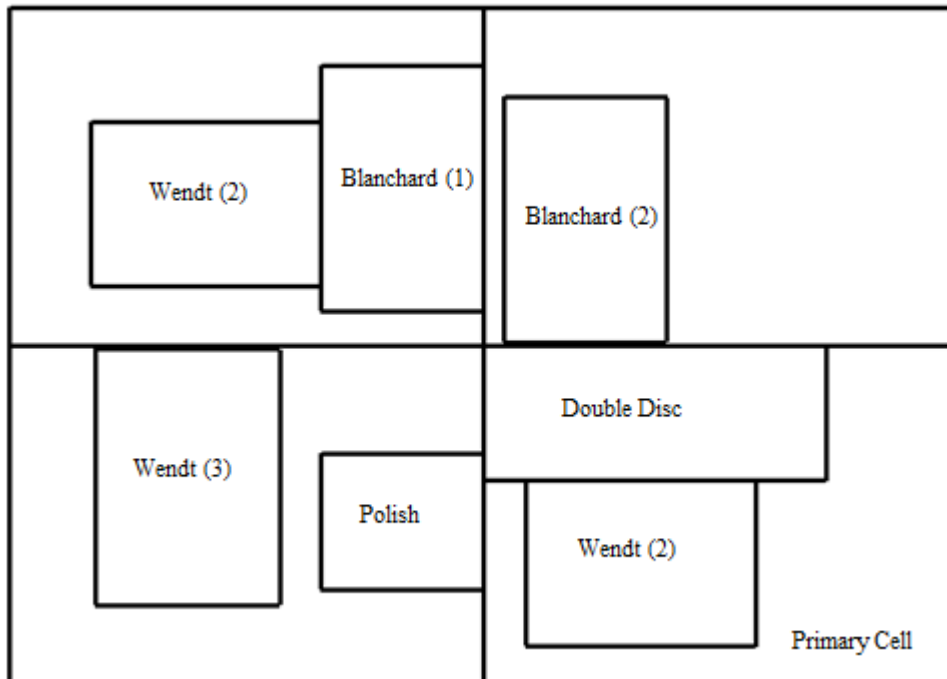 Wendt (2)
Blanchard (1)
Blanchard (2)
Wendt (3)
Polish
Double Disc
Wendt (2)
Primary Cell